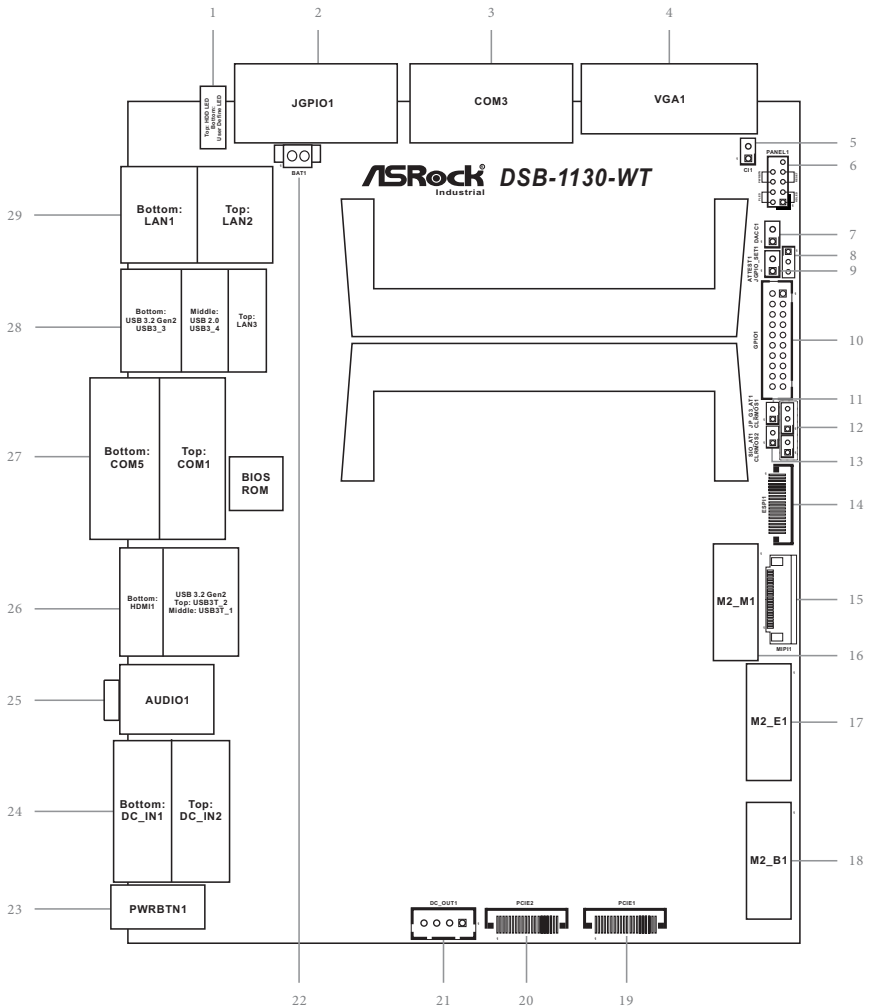 1
2
3
4
Top: HDD LED
Bottom:
User Define LED
JGPIO1
COM3
VGA1
BAT1
CI1
PANEL1
5
6
ASRock
Industrial
DSB-1130-WT
29
Bottom:
LAN1
Top:
LAN2
DACC1
7
JGPIO_SET1
8
ATTEST1
9
28
Bottom:
USB 3.2 Gen2
USB3_3
Middle:
USB 2.0
USB3_4
Top:
LAN3
GPIO1
10
27
Bottom:
COM5
Top:
COM1
BIOS
ROM
JP_G3_AT1
CLRMOS1
11
12
SIO_AT1
CLRMOS2
13
ESPI1
14
26
Bottom:
HDMI1
USB 3.2 Gen2
Top: USB3T_2
Middle: USB3T_1
M2_M1
MIPI1
15
16
25
AUDIO1
M2_E1
17
24
Bottom:
DC_IN1
Top:
DC_IN2
M2_B1
18
23
PWRBTN1
DC_OUT1
PCIE2
PCIE1
22
21
20
19